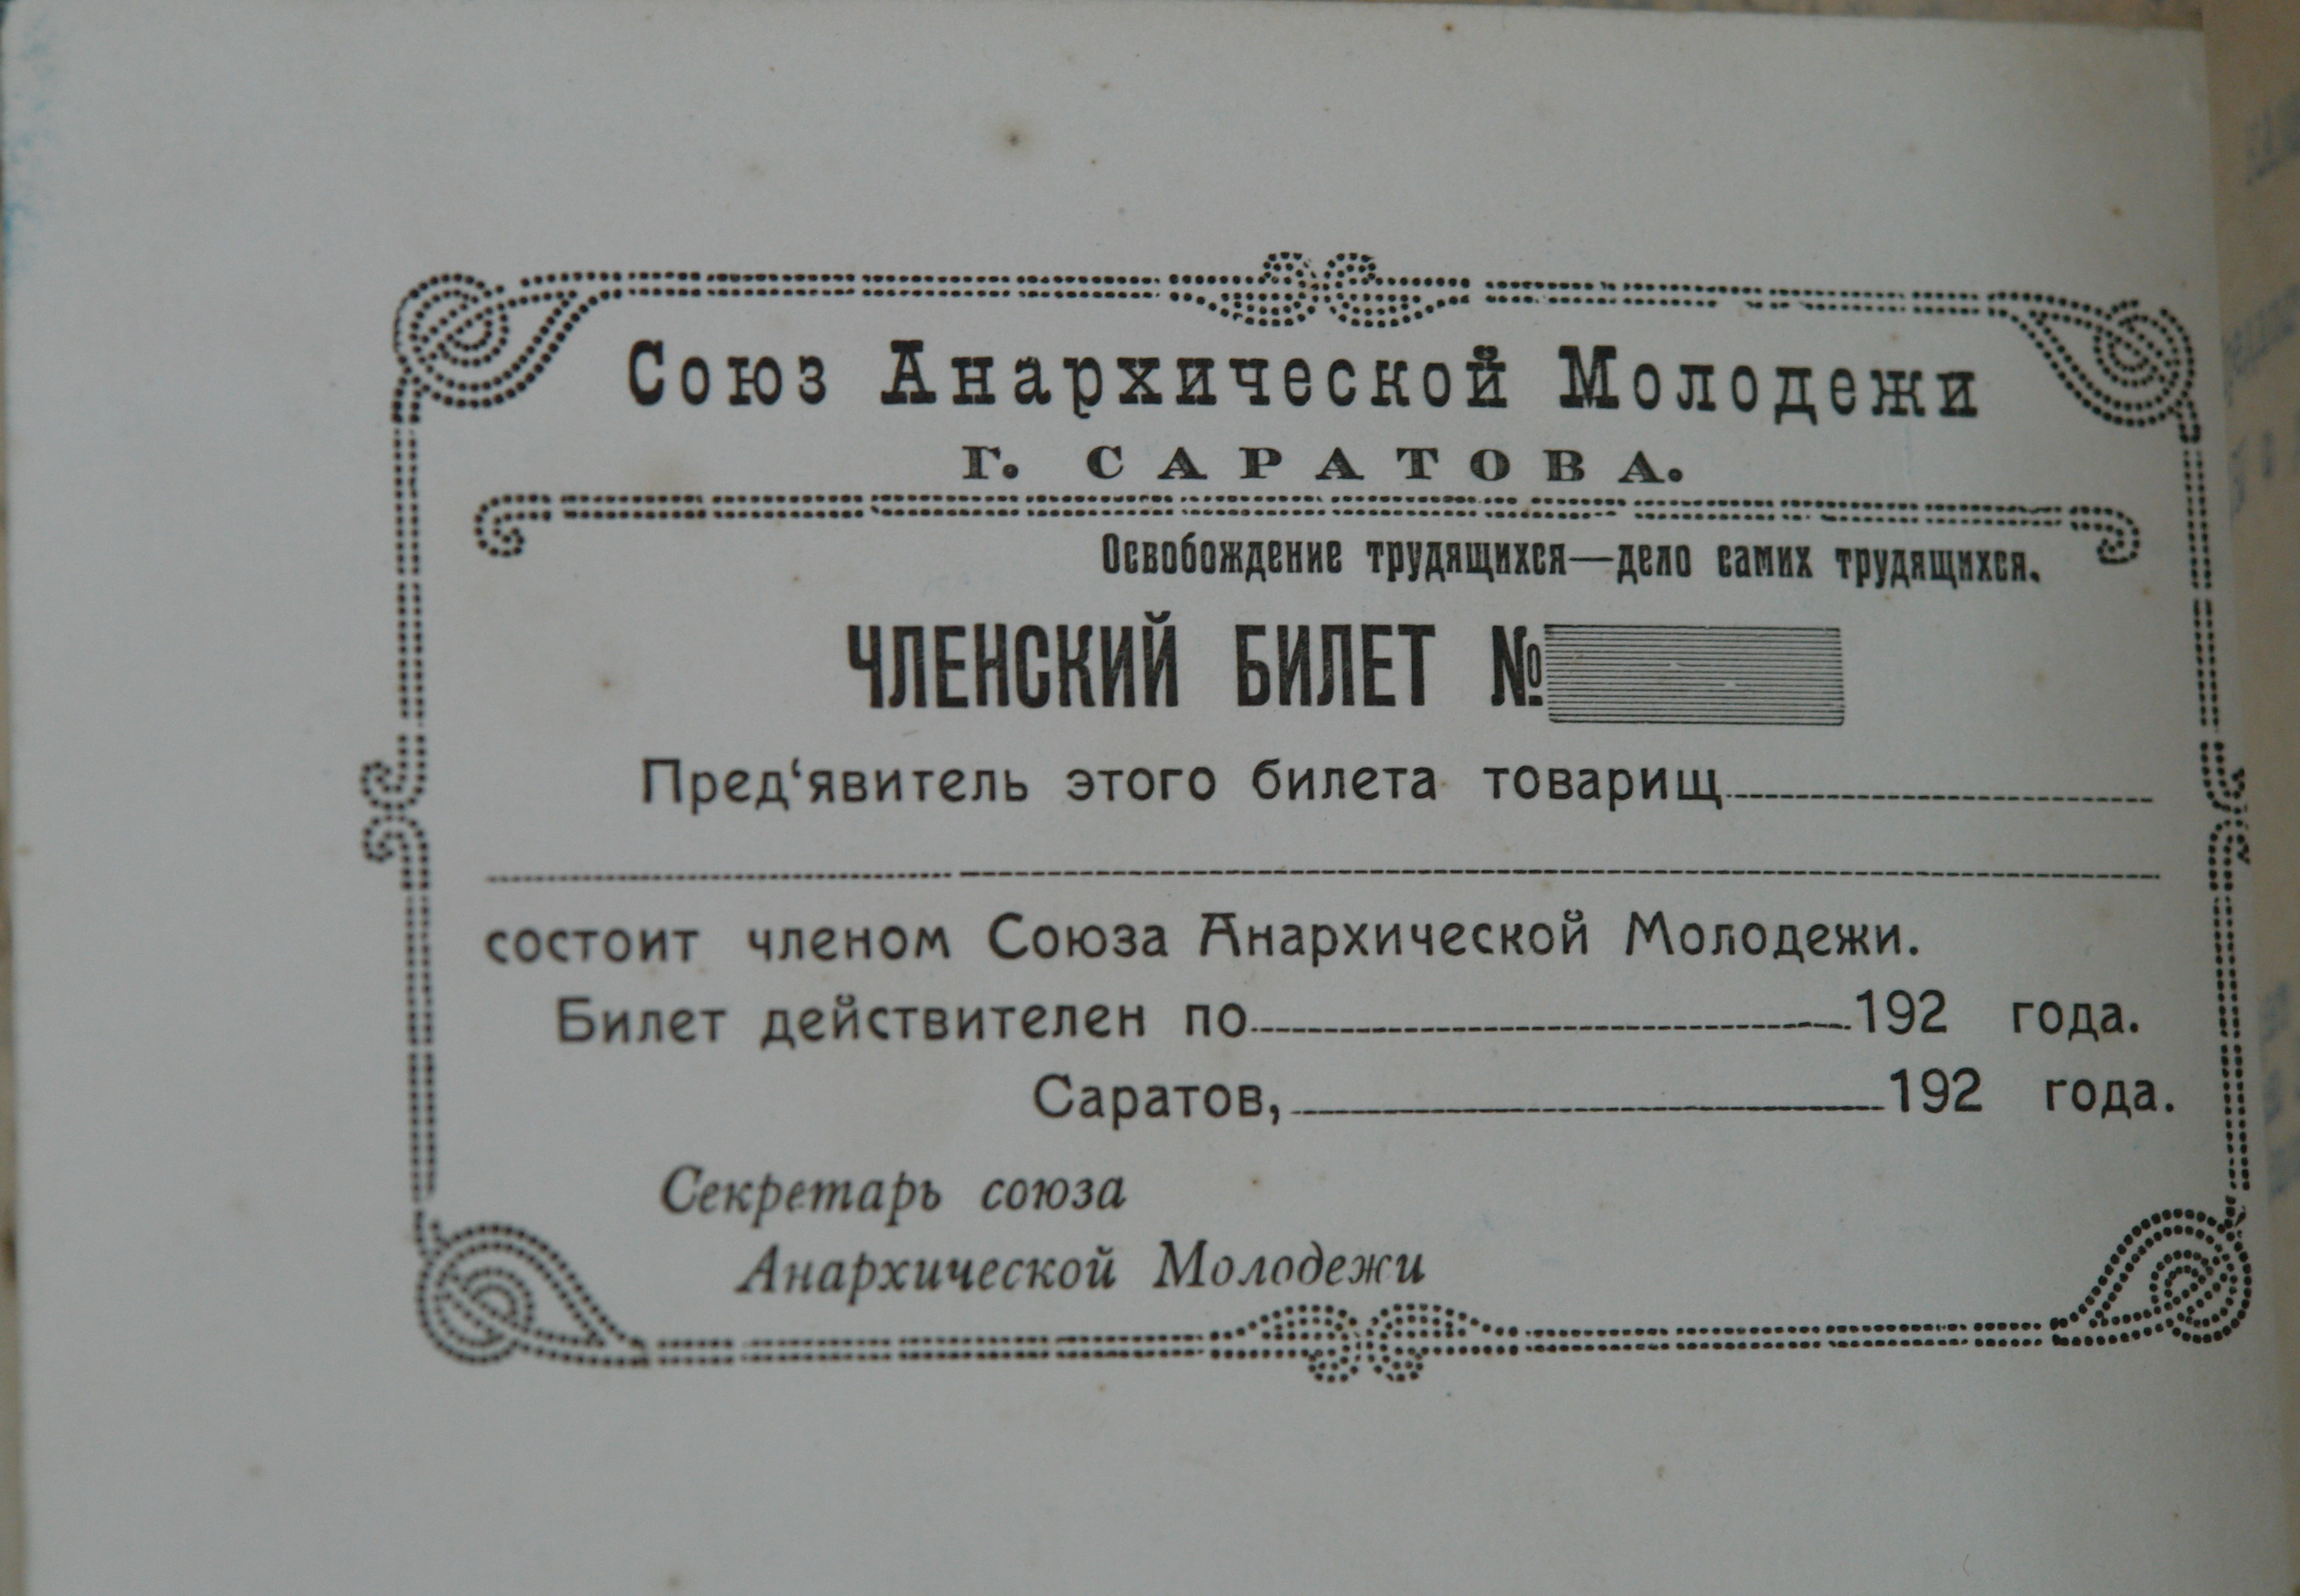 Союз Анархической Молодежи
Г. САРАТОВА.
Освобождение трудящихся—дело самих трудящихся.
ЧЛЕНСКИЙ БИЛЕТ №
Пред‘явитель этого билета товарищ
состоит членом Союза Анархической Молодежи.
Билет действителен по 192 года.
Саратов, 192 года.
Секретарь союза
Анархической Молодежи